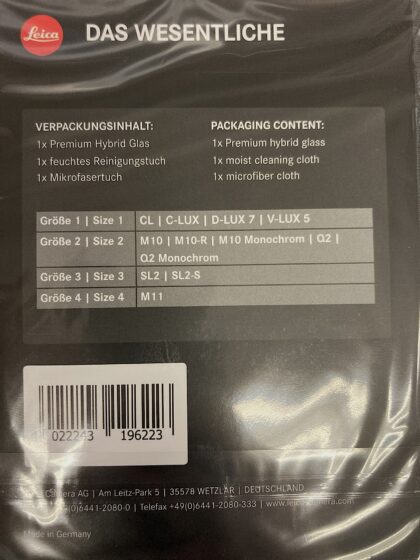 Leica DAS WESENTLICHE
VERPACKUNGSINHALT:
1x Premium Hybrid Glas
1x feuchtes Reinigungstuch
1x Mikrofasertuch
PACKAGING CONTENT:
1x Premium hybrid glass
1x moist cleaning cloth
1x microfiber cloth
Größe 1 | Size 1 CL | C-LUX | D-LUX 7 | V-LUX 5
Größe 2 | Size 2 M10 | M10-R | M10 Monochrom | Q2 |
Q2 Monochrom
Größe 3 | Size 3 SL2 | SL2-S
Größe 4 | Size 4 M11
022243 196223
AG | Am Leitz-Park 5 | 35578 WETZLAR | DEUTSCHLAND
(0)6441-2080-0 | Telefax +49(0)6441-2080-333 |
Made in Germany